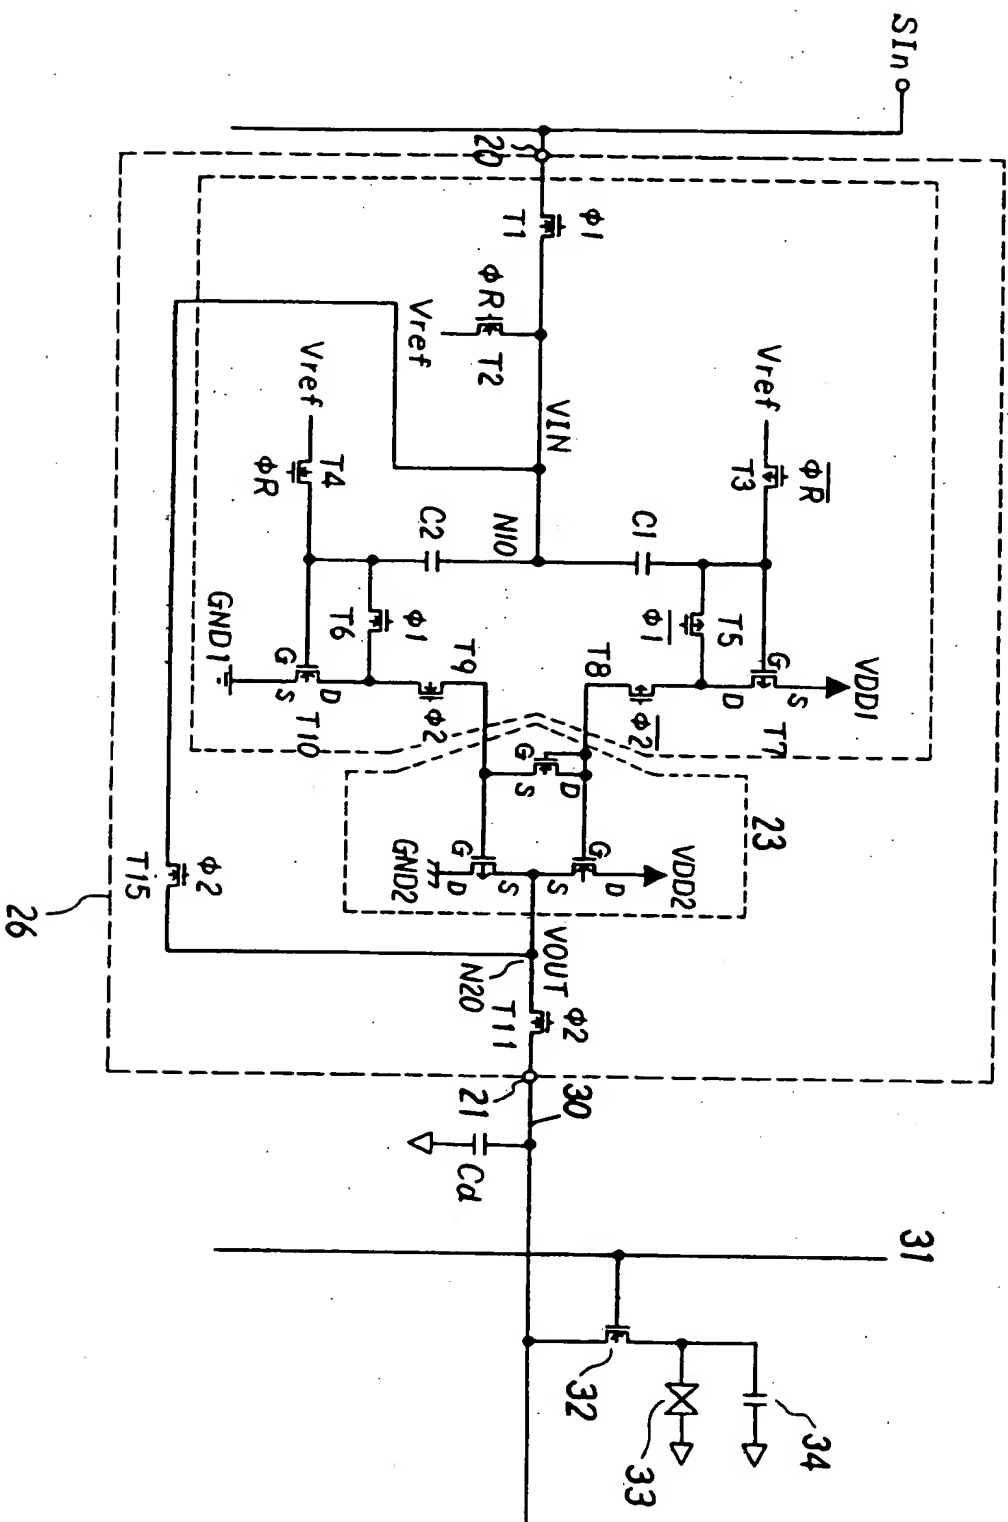 SIn
20
φ1
T1
φR
T2
Vref
VIN
Vref
φR
T3
Vref
T4
φR
N10
C1
C2
φ1
T5
φ1
T6
VDD1
G
S
D
T7
G
D
S
T10
GND1
T8
φ2
T9
φ2
G
D
S
23
VDD2
G
D
S
G
S
D
GND2
VOUT
N20
φ2
T11
φ2
T15
26
21
30
Cd
31
32
33
34